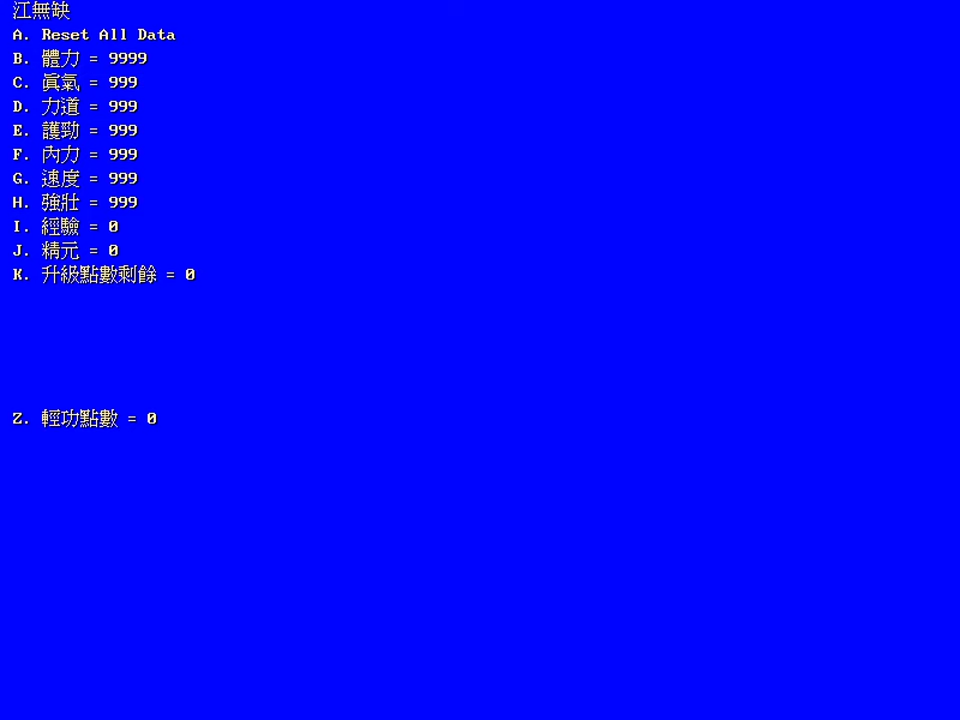 江無缺
A. Reset All Data
B. 體力 = 9999
C. 眞氣 = 999
D. 力道 = 999
E. 護勁 = 999
F. 內力 = 999
G. 速度 = 999
H. 強壯 = 999
I. 經驗 = 0
J. 精元 = 0
K. 升級點數剩餘 = 0
Z. 輕功點數 = 0